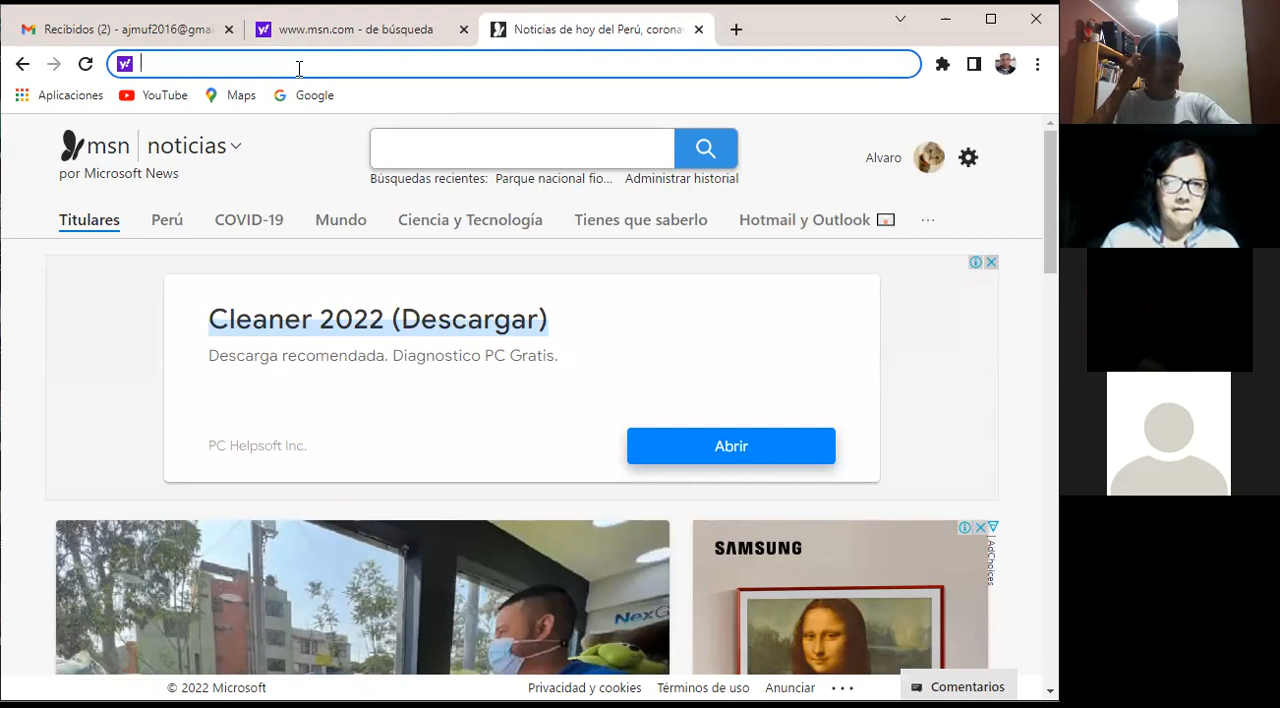 Recibidos (2) - ajmuf2016@gmai
www.msn.com - de búsqueda
Noticias de hoy del Perú, corona
y!
Aplicaciones
YouTube
Maps
Google
msn
noticias
por Microsoft News
Búsquedas recientes: Parque nacional fio... Administrar historial
Alvaro
Titulares
Perú
COVID-19
Mundo
Ciencia y Tecnología
Tienes que saberlo
Hotmail y Outlook
...
Cleaner 2022 (Descargar)
Descarga recomendada. Diagnostico PC Gratis.
PC Helpsoft Inc.
Abrir
SAMSUNG
AdChoices
© 2022 Microsoft
Privacidad y cookies
Términos de uso
Anunciar
Comentarios